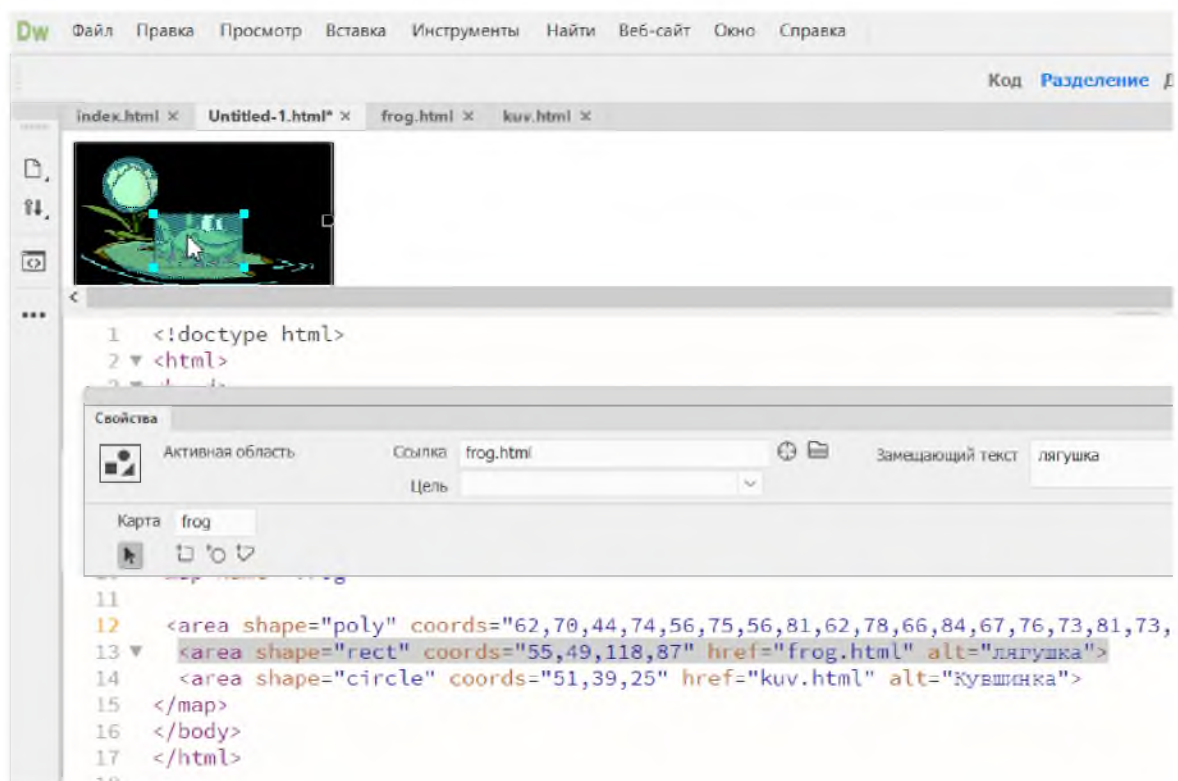 Dw Файл Правка Просмотр Вставка Инструменты Найти Веб-сайт Окно Справка
Код Разделение
index.html × Untitled-1.html* × frog.html × kuv.html ×
1 <!doctype html>
2 <html>
Свойства
Активная область Ссылка frog.html Замещающий текст лягушка
Цель
Карта frog
11
12 <area shape="poly" coords="62,70,44,74,56,75,56,81,62,78,66,84,67,76,73,81,73,
13 <area shape="rect" coords="55,49,118,87" href="frog.html" alt="лягушка">
14 <area shape="circle" coords="51,39,25" href="kuv.html" alt="Кувшинка">
15 </map>
16 </body>
17 </html>